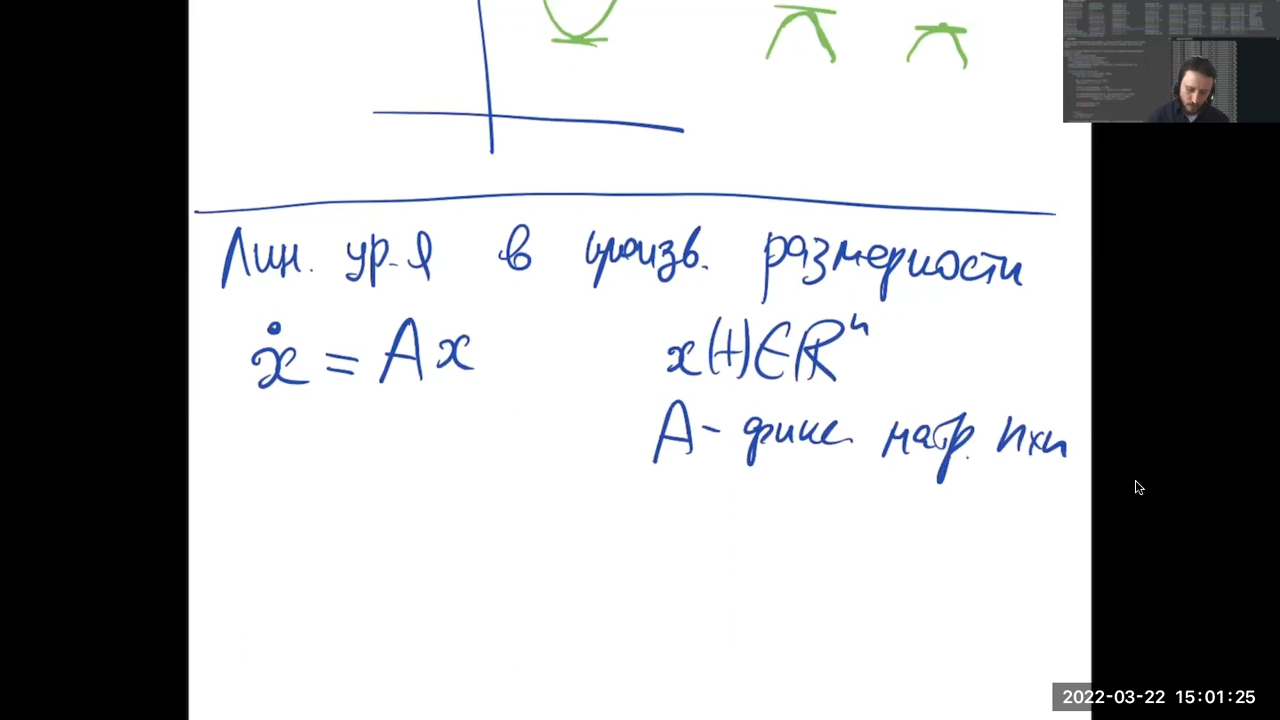 Лин. ур-я в произв. размерности
ẋ = Ax x(t)∈ℝⁿ
A - фикс. матр. n×n
2022-03-22 15:01:25